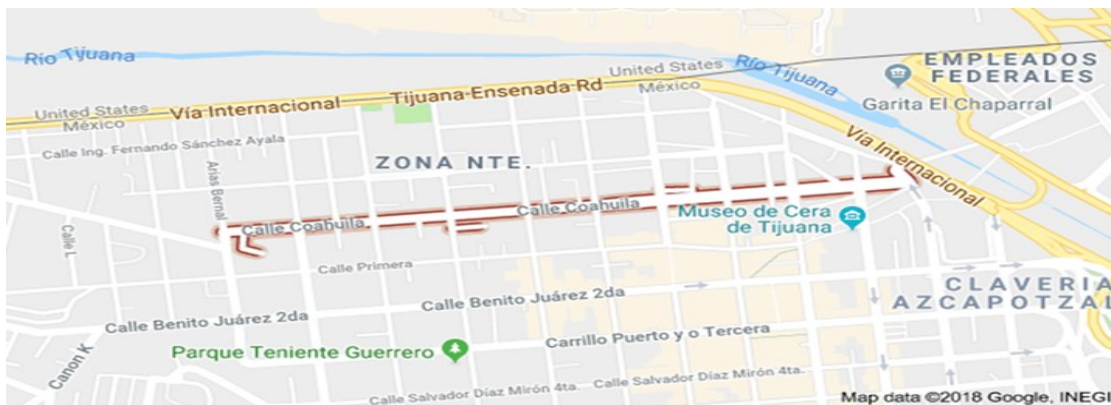 Río Tijuana
United States
México
Río Tijuana
EMPLEADOS
FEDERALES
Garita El Chaparral
United States
México
Vía Internacional
Tijuana-Ensenada Rd
Vía Internacional
Calle Ing. Fernando Sánchez Ayala
ZONA NTE.
Arias Bernal
Calle L
Calle Coahuila
Calle Coahuila
Museo de Cera
de Tijuana
Calle Primera
CLAVERIA
AZCAPOTZA
Calle Benito Juárez 2da
Calle Benito Juárez 2da
Cañon K
Parque Teniente Guerrero
Carrillo Puerto y o Tercera
Calle Salvador Díaz Mirón 4ta.
Calle Salvador Díaz Mirón 4ta.
Map data ©2018 Google, INEGI